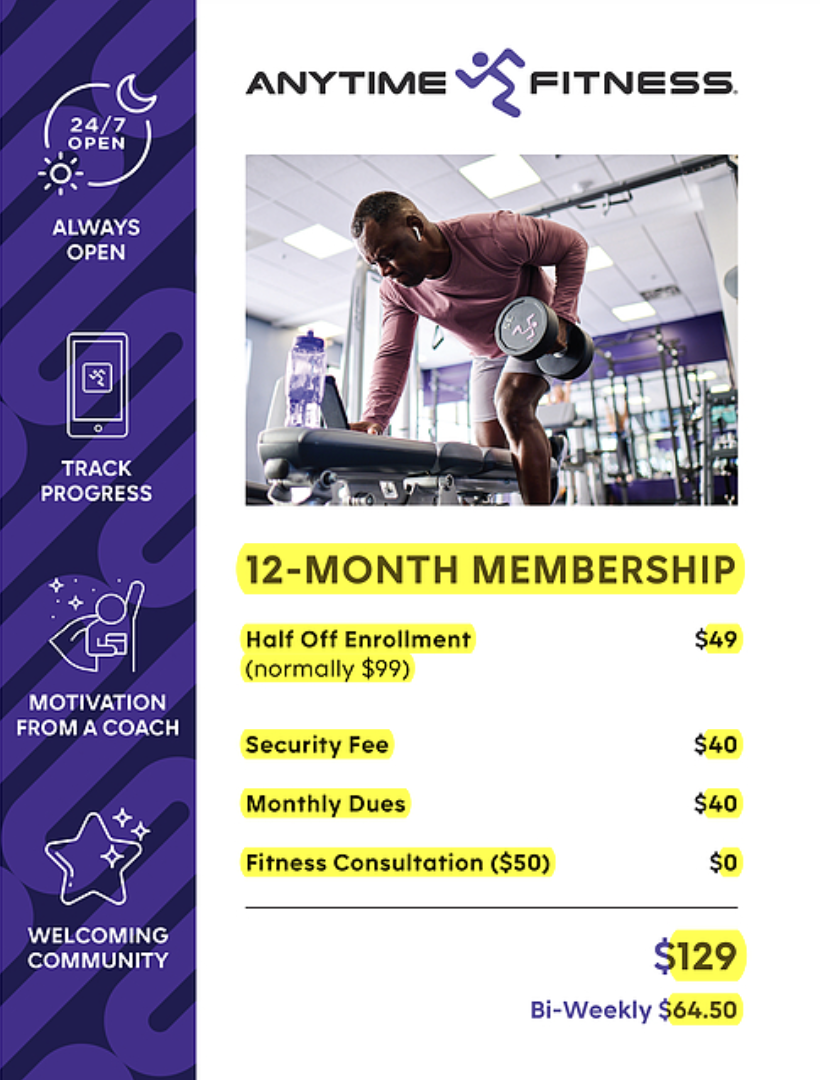 24/7
OPEN
ALWAYS
OPEN
TRACK
PROGRESS
MOTIVATION
FROM A COACH
WELCOMING
COMMUNITY
ANYTIME FITNESS
12-MONTH MEMBERSHIP
Half Off Enrollment $49
(normally $99)
Security Fee $40
Monthly Dues $40
Fitness Consultation ($50) $0
$129
Bi-Weekly $64.50